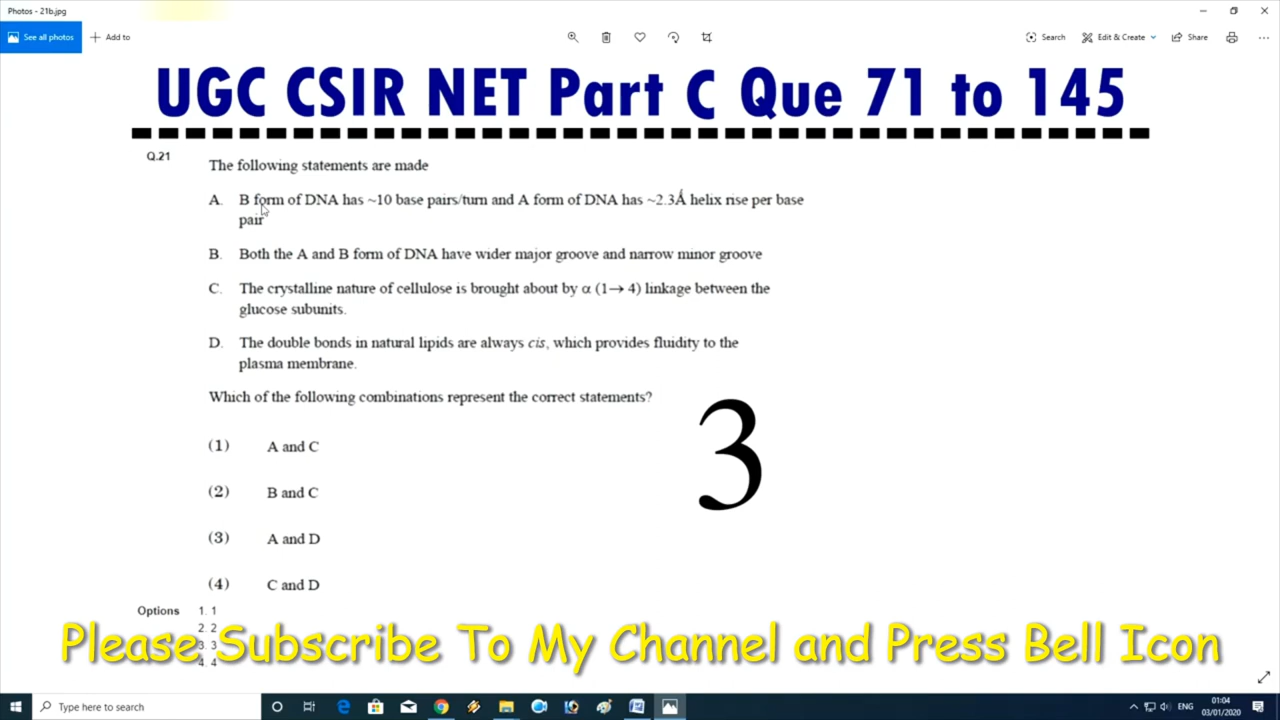 Photos - 21b.jpg
See all photos
Add to
Search
Edit & Create
Share
UGC CSIR NET Part C Que 71 to 145
Q.21
The following statements are made
A. B form of DNA has ~10 base pairs/turn and A form of DNA has ~2.3Å helix rise per base
pair
B. Both the A and B form of DNA have wider major groove and narrow minor groove
C. The crystalline nature of cellulose is brought about by α (1→ 4) linkage between the
glucose subunits.
D. The double bonds in natural lipids are always cis, which provides fluidity to the
plasma membrane.
Which of the following combinations represent the correct statements?
3
(1) A and C
(2) B and C
(3) A and D
(4) C and D
Options 1. 1
2. 2
3. 3
4. 4
Please Subscribe To My Channel and Press Bell Icon
Type here to search
ENG
01:04
03/01/2020